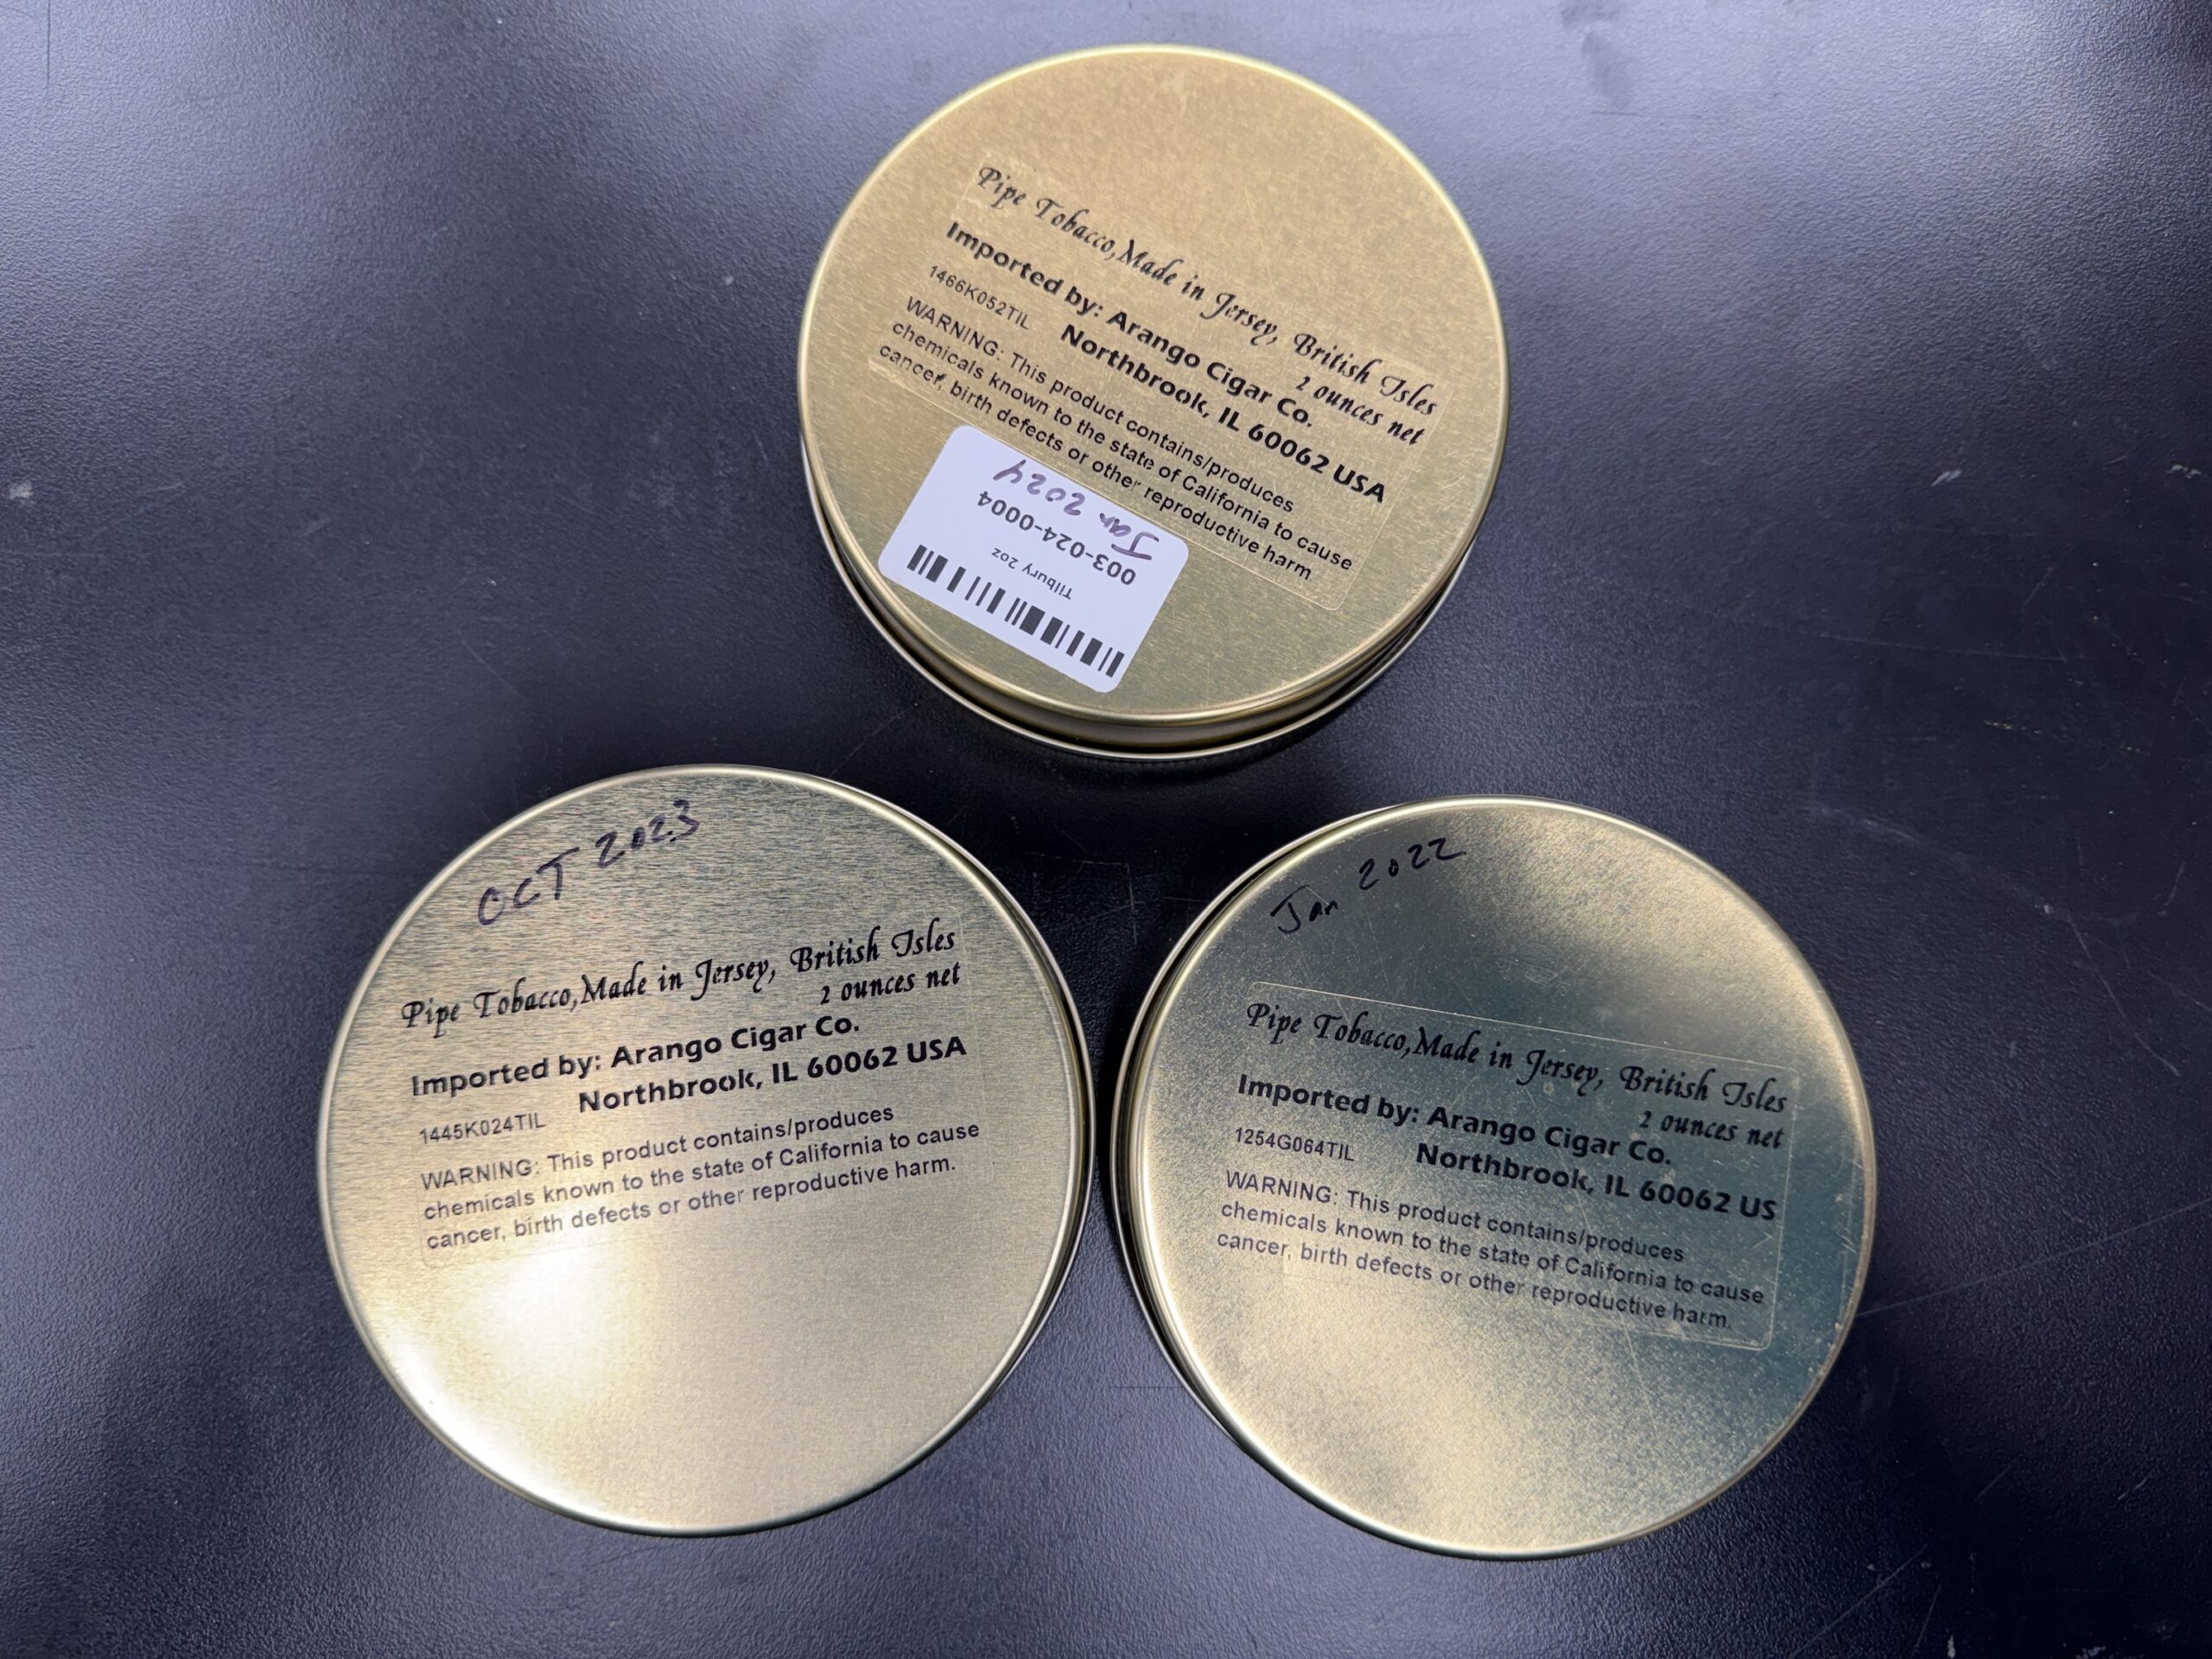 Pipe Tobacco,Made in Jersey, British Isles
2 ounces net
Imported by: Arango Cigar Co.
Northbrook, IL 60062 USA
1466K052TIL
WARNING: This product contains/produces
chemicals known to the state of California to cause
cancer, birth defects or other reproductive harm
Jan 2024
003-024-0004
Tilbury 2oz
OCT 2023
Pipe Tobacco,Made in Jersey, British Isles
2 ounces net
Imported by: Arango Cigar Co.
Northbrook, IL 60062 USA
1445K024TIL
WARNING: This product contains/produces
chemicals known to the state of California to cause
cancer, birth defects or other reproductive harm.
Jan 2022
Pipe Tobacco,Made in Jersey, British Isles
2 ounces net
Imported by: Arango Cigar Co.
Northbrook, IL 60062 US
1254G064TIL
WARNING: This product contains/produces
chemicals known to the state of California to cause
cancer, birth defects or other reproductive harm.